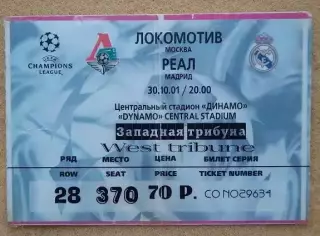 ЛОКОМОТИВ
МОСКВА
РЕАЛ
МАДРИД
30.10.01 / 20.00
CHAMPIONS
LEAGUE
Центральный стадион «ДИНАМО»
«DYNAMO» CENTRAL STADIUM
Западная трибуна
West tribune
РЯД МЕСТО ЦЕНА БИЛЕТ СЕРИЯ
ROW SEAT PRICE TICKET NUMBER
28 370 70 Р. СО NO29634